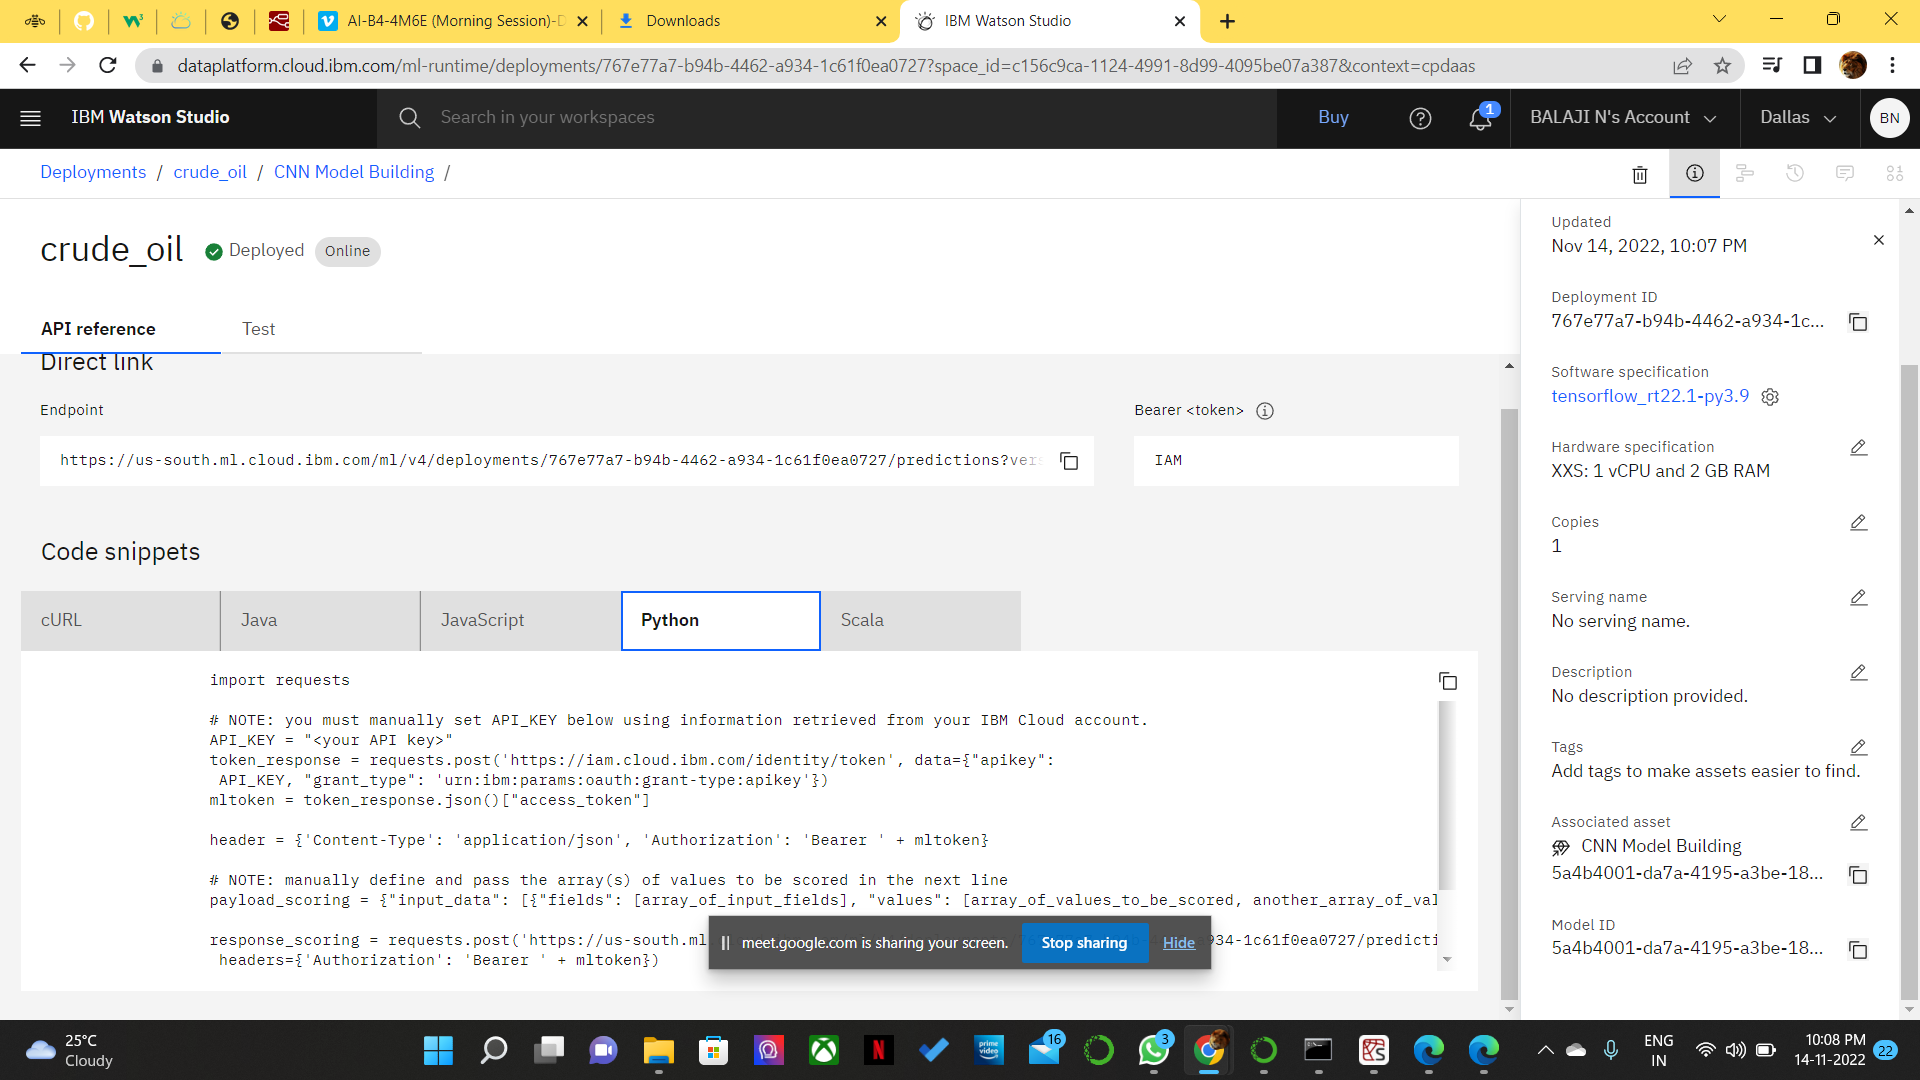 AI-B4-4M6E (Morning Session)-D
Downloads
IBM Watson Studio
dataplatform.cloud.ibm.com/ml-runtime/deployments/767e77a7-b94b-4462-a934-1c61f0ea0727?space_id=c156c9ca-1124-4991-8d99-4095be07a387&context=cpdaas
IBM Watson Studio
Search in your workspaces
Buy
1
BALAJI N's Account
Dallas
BN
Deployments / crude_oil / CNN Model Building /
crude_oil
Deployed
Online
API reference
Test
Direct link
Endpoint
Bearer <token>
https://us-south.ml.cloud.ibm.com/ml/v4/deployments/767e77a7-b94b-4462-a934-1c61f0ea0727/predictions?vers
IAM
Code snippets
cURL
Java
JavaScript
Python
Scala
import requests
# NOTE: you must manually set API_KEY below using information retrieved from your IBM Cloud account.
API_KEY = "<your API key>"
token_response = requests.post('https://iam.cloud.ibm.com/identity/token', data={"apikey":
API_KEY, "grant_type": 'urn:ibm:params:oauth:grant-type:apikey'})
mltoken = token_response.json()["access_token"]
header = {'Content-Type': 'application/json', 'Authorization': 'Bearer ' + mltoken}
# NOTE: manually define and pass the array(s) of values to be scored in the next line
payload_scoring = {"input_data": [{"fields": [array_of_input_fields], "values": [array_of_values_to_be_scored, another_array_of_val
response_scoring = requests.post('https://us-south.ml 34-1c61f0ea0727/predicti
headers={'Authorization': 'Bearer ' + mltoken})
meet.google.com is sharing your screen.
Stop sharing
Hide
Updated
Nov 14, 2022, 10:07 PM
Deployment ID
767e77a7-b94b-4462-a934-1c...
Software specification
tensorflow_rt22.1-py3.9
Hardware specification
XXS: 1 vCPU and 2 GB RAM
Copies
1
Serving name
No serving name.
Description
No description provided.
Tags
Add tags to make assets easier to find.
Associated asset
CNN Model Building
5a4b4001-da7a-4195-a3be-18...
Model ID
5a4b4001-da7a-4195-a3be-18...
25°C
Cloudy
prime video
16
3
ENG
IN
10:08 PM
14-11-2022
22